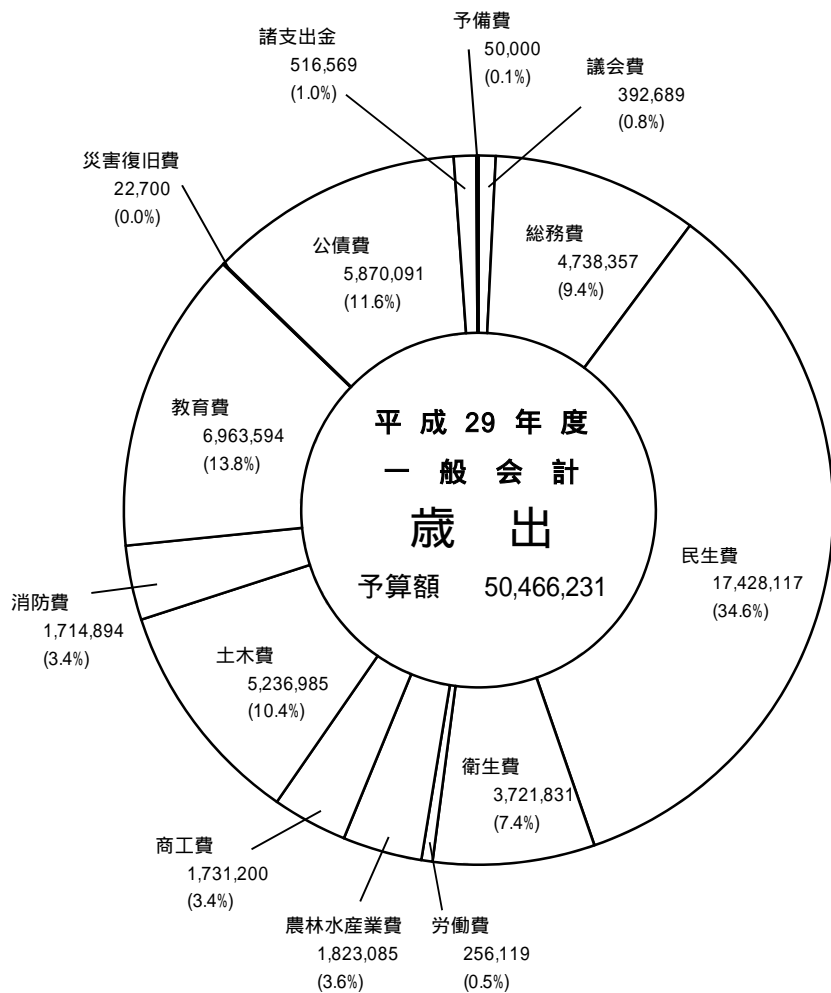 予備費
50,000
(0.1%)
議会費
392,689
(0.8%)
総務費
4,738,357
(9.4%)
民生費
17,428,117
(34.6%)
衛生費
3,721,831
(7.4%)
労働費
256,119
(0.5%)
農林水産業費
1,823,085
(3.6%)
商工費
1,731,200
(3.4%)
土木費
5,236,985
(10.4%)
消防費
1,714,894
(3.4%)
教育費
6,963,594
(13.8%)
災害復旧費
22,700
(0.0%)
公債費
5,870,091
(11.6%)
諸支出金
516,569
(1.0%)
平成29年度
一般会計
歳出
予算額 50,466,231